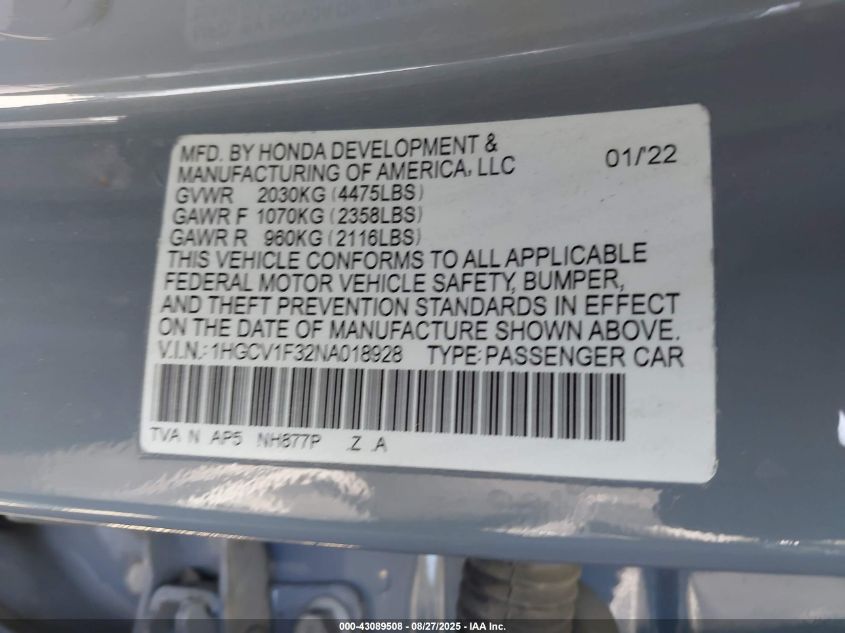 MFD. BY HONDA DEVELOPMENT &
MANUFACTURING OF AMERICA, LLC 01/'22
GVWR 2030KG (4475LBS)
GAWR F 1070KG (2358LBS)
GAWR R 960KG (2116LBS)
THIS VEHICLE CONFORMS TO ALL APPLICABLE
FEDERAL MOTOR VEHICLE SAFETY, BUMPER,
AND THEFT PREVENTION STANDARDS IN EFFECT
ON THE DATE OF MANUFACTURE SHOWN ABOVE.
V.I.N.: 1HGCV1F32NA018928 TYPE: PASSENGER CAR
TVA N AP5 NH877P .Z .A
000-43089508 - 08/27/2025 - IAA Inc.